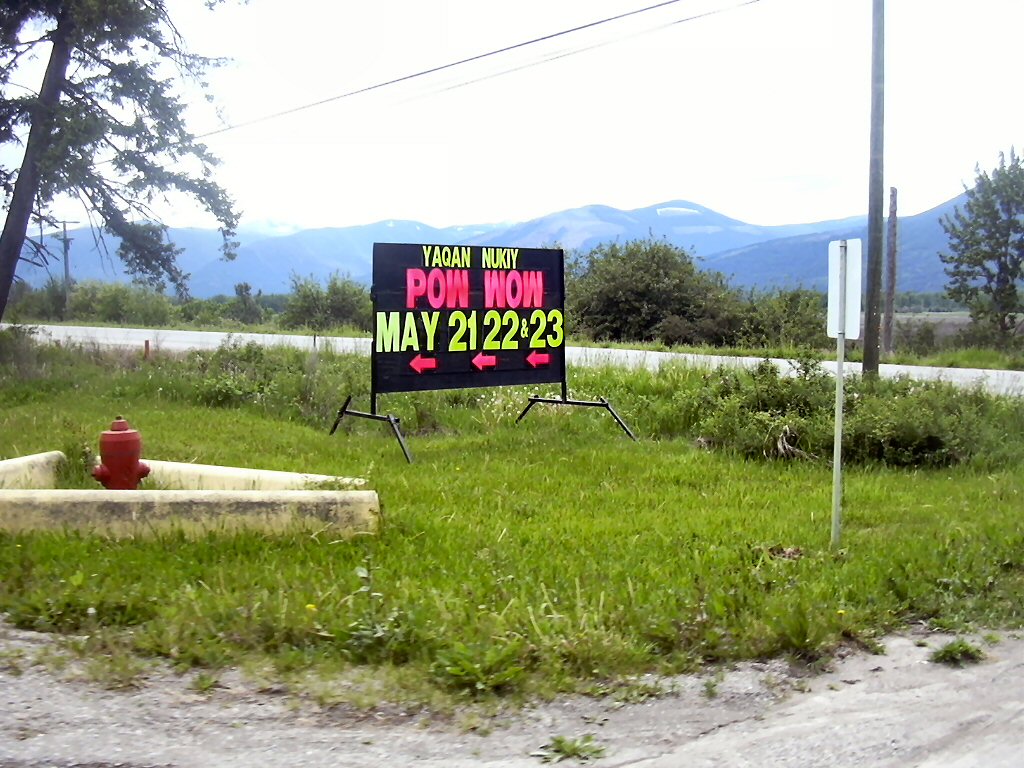 YAQAN NUKIY
POW WOW
MAY 21 22 & 23